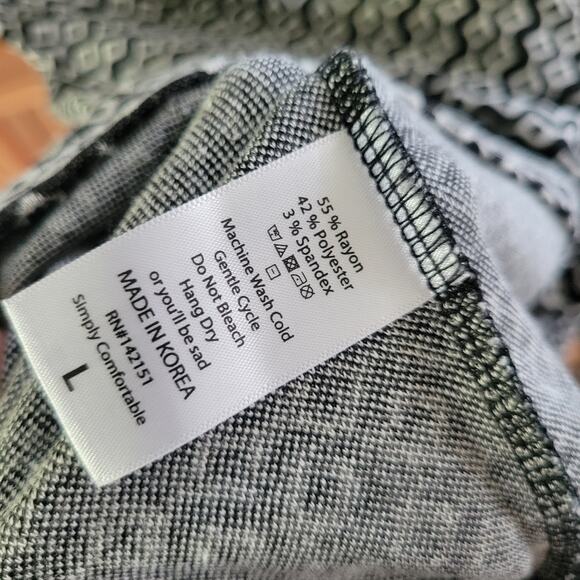 55 % Rayon
42 % Polyester
3 % Spandex
Machine Wash Cold
Gentle Cycle
Do Not Bleach
Hang Dry
or you'll be sad
MADE IN KOREA
RN#142151
Simply Comfortable
L